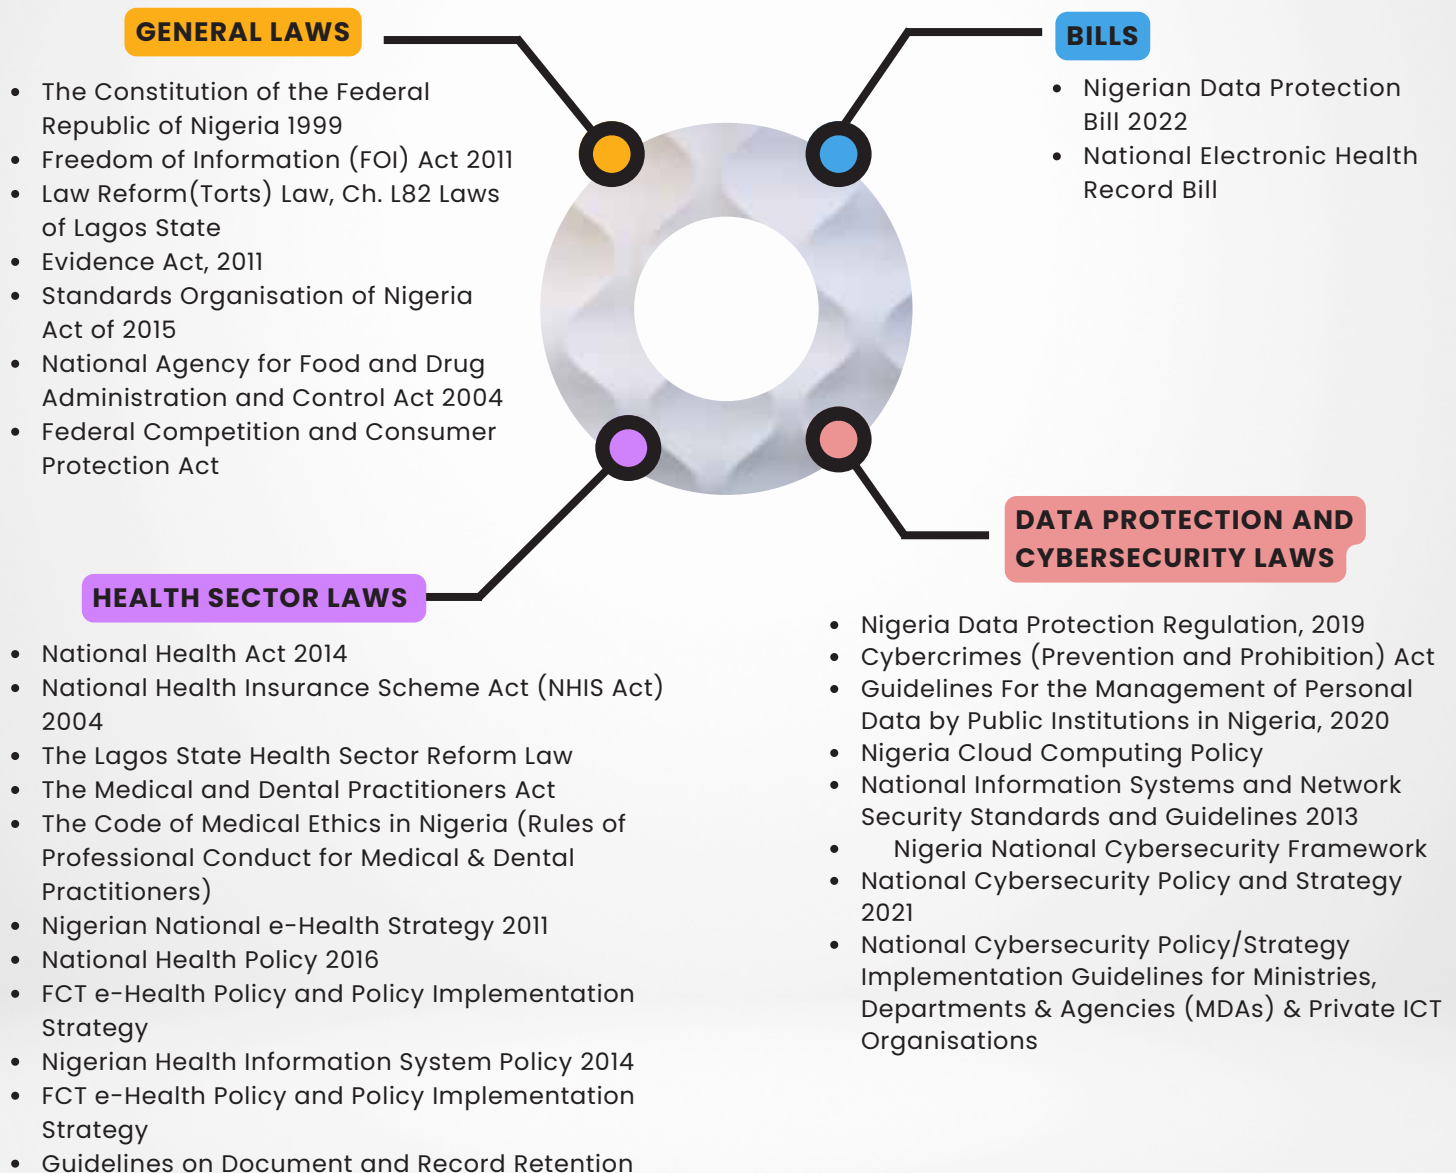 GENERAL LAWS
• The Constitution of the Federal
Republic of Nigeria 1999
• Freedom of Information (FOI) Act 2011
• Law Reform(Torts) Law, Ch. L82 Laws
of Lagos State
• Evidence Act, 2011
• Standards Organisation of Nigeria
Act of 2015
• National Agency for Food and Drug
Administration and Control Act 2004
• Federal Competition and Consumer
Protection Act
BILLS
• Nigerian Data Protection
Bill 2022
• National Electronic Health
Record Bill
HEALTH SECTOR LAWS
• National Health Act 2014
• National Health Insurance Scheme Act (NHIS Act)
2004
• The Lagos State Health Sector Reform Law
• The Medical and Dental Practitioners Act
• The Code of Medical Ethics in Nigeria (Rules of
Professional Conduct for Medical & Dental
Practitioners)
• Nigerian National e-Health Strategy 2011
• National Health Policy 2016
• FCT e-Health Policy and Policy Implementation
Strategy
• Nigerian Health Information System Policy 2014
• FCT e-Health Policy and Policy Implementation
Strategy
• Guidelines on Document and Record Retention
DATA PROTECTION AND
CYBERSECURITY LAWS
• Nigeria Data Protection Regulation, 2019
• Cybercrimes (Prevention and Prohibition) Act
• Guidelines For the Management of Personal
Data by Public Institutions in Nigeria, 2020
• Nigeria Cloud Computing Policy
• National Information Systems and Network
Security Standards and Guidelines 2013
• Nigeria National Cybersecurity Framework
• National Cybersecurity Policy and Strategy
2021
• National Cybersecurity Policy/Strategy
Implementation Guidelines for Ministries,
Departments & Agencies (MDAs) & Private ICT
Organisations